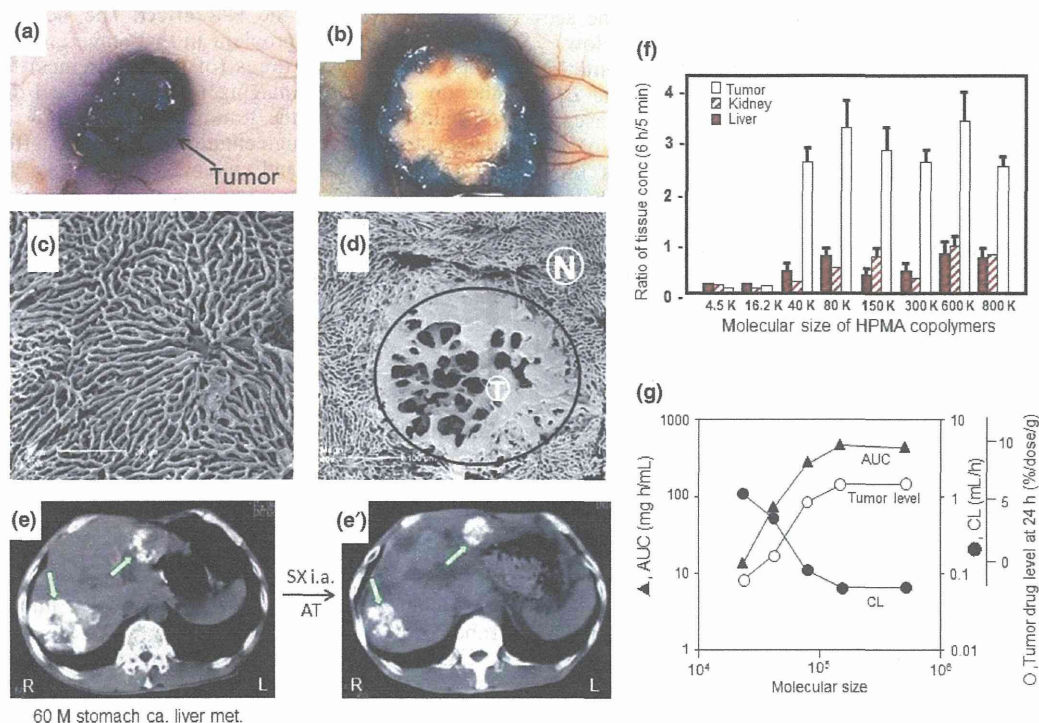 (a)
Tumor
(b)
(c)
(d)
N
T
(e)
R
L
60 M stomach ca. liver met.
SX i.a.
AT
(e')
R
L
(f)
Ratio of tissue conc (6 h/5 min)
4
3
2
1
0
Tumor
Kidney
Liver
4.5 K 16.2 K 40 K 80 K 150 K 300 K 600 K 800 K
Molecular size of HPMA copolymers
(g)
▲, AUC (mg h/mL)
1000
100
10
1
AUC
Tumor level
CL
10⁴ 10⁵ 10⁶
Molecular size
10
1
0.1
0.01
●, CL (mL/h)
10
5
0
○, Tumor drug level at 24 h (%/dose/g)